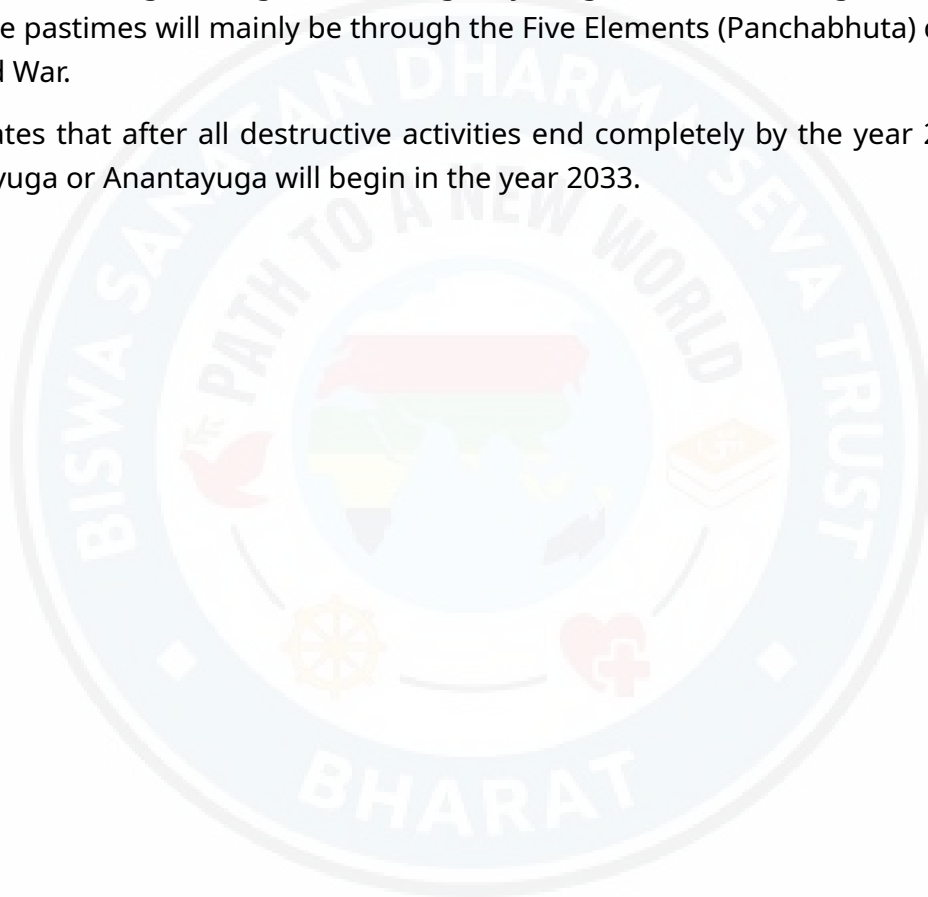 e pastimes will mainly be through the Five Elements (Panchabhuta)
War.
that after all destructive activities end completely by the year
or Anantayuga will begin in the year 2033.
BISWA SANATAN DHARMA SEVA TRUST
PATH TO A NEW WORLD
BHARAT